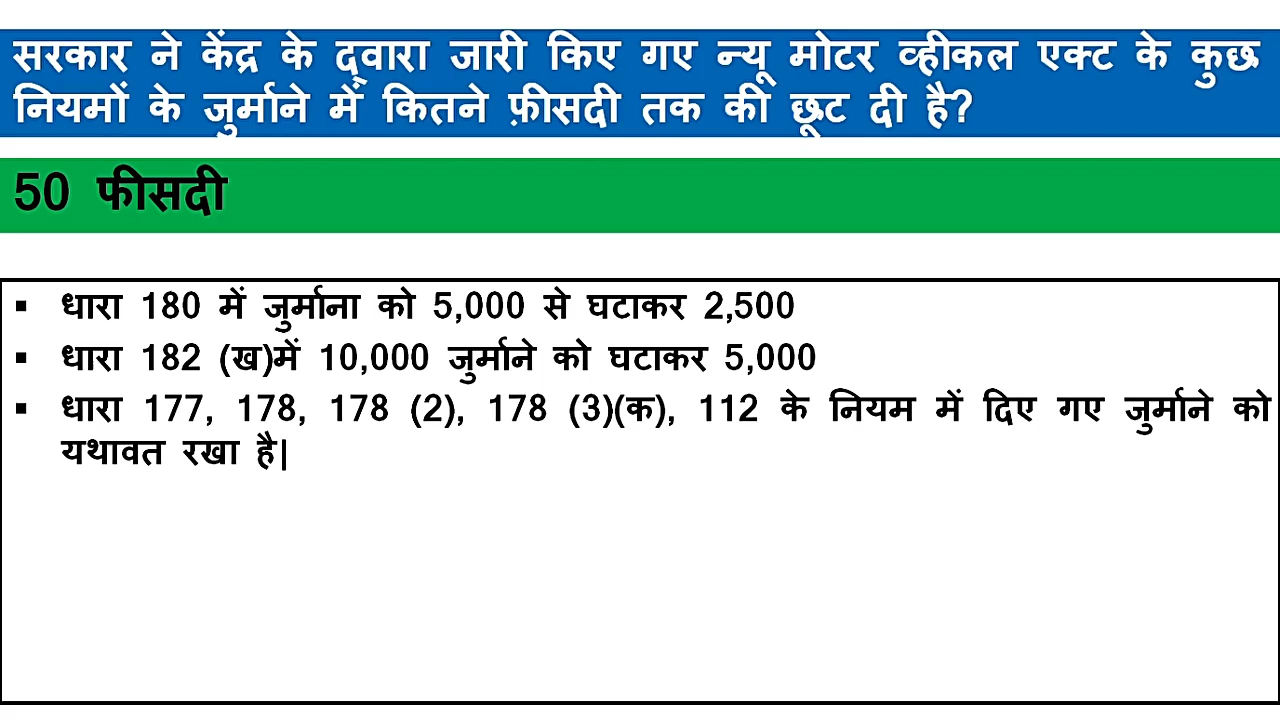 सरकार ने केंद्र के द्वारा जारी किए गए न्यू मोटर व्हीकल एक्ट के कुछ
नियमों के जुर्माने में कितने फ़ीसदी तक की छूट दी है?
50 फीसदी
▪ धारा 180 में जुर्माना को 5,000 से घटाकर 2,500
▪ धारा 182 (ख)में 10,000 जुर्माने को घटाकर 5,000
▪ धारा 177, 178, 178 (2), 178 (3)(क), 112 के नियम में दिए गए जुर्माने को
यथावत रखा है|